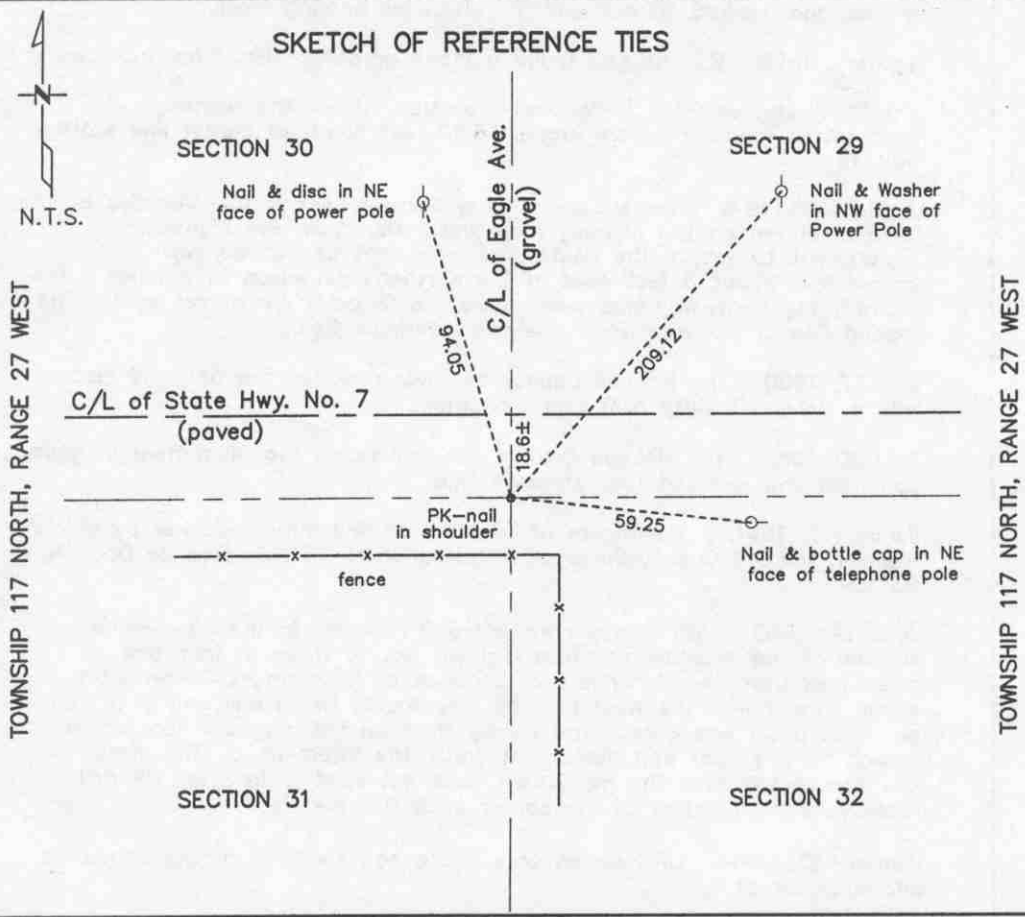 SKETCH OF REFERENCE TIES
N
N.T.S.
SECTION 30
SECTION 29
Nail & disc in NE
face of power pole
C/L of Eagle Ave.
(gravel)
Nail & Washer
in NW face of
Power Pole
94.05
209.12
TOWNSHIP 117 NORTH, RANGE 27 WEST
TOWNSHIP 117 NORTH, RANGE 27 WEST
C/L of State Hwy. No. 7
(paved)
18.6±
PK-nail
in shoulder
59.25
Nail & bottle cap in NE
face of telephone pole
fence
SECTION 31
SECTION 32